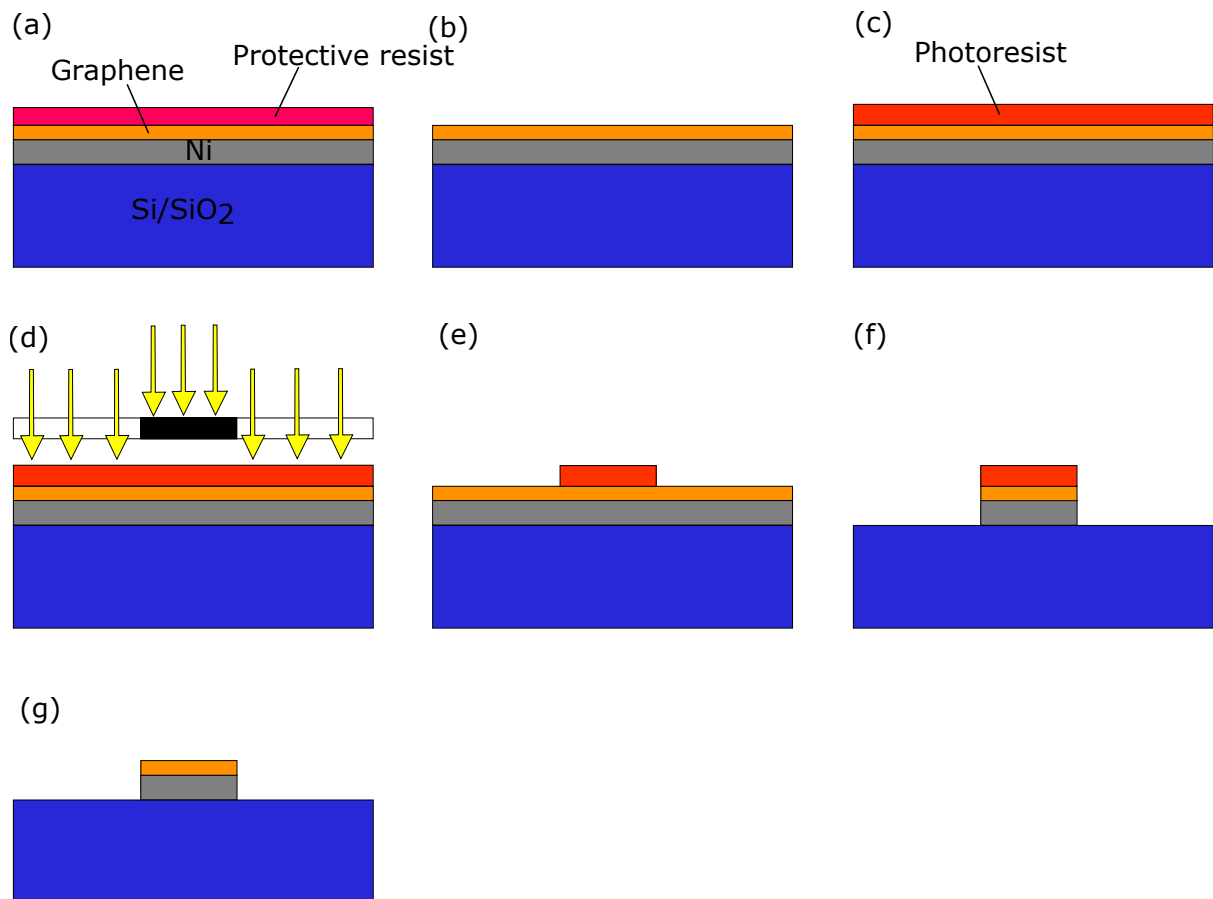 (a)
Protective resist
Graphene
Ni
Si/SiO2
(b)
(c)
Photoresist
(d)
(e)
(f)
(g)